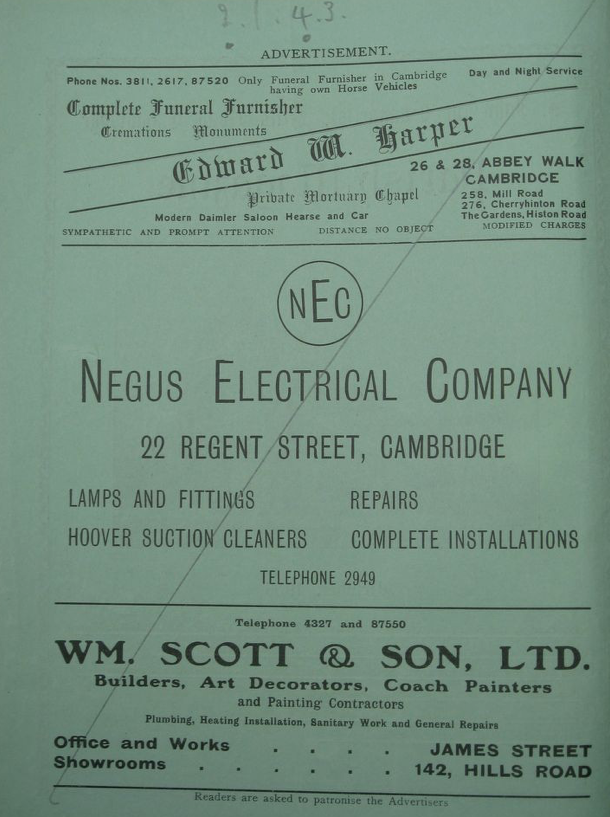 2.1.43.
ADVERTISEMENT.
Phone Nos. 3811, 2617, 87520 Only Funeral Furnisher in Cambridge having own Horse Vehicles Day and Night Service
Complete Funeral Furnisher
Cremations Monuments
Edward W. Harper
26 & 28, ABBEY WALK
CAMBRIDGE
Private Mortuary Chapel
258, Mill Road
276, Cherryhinton Road
Modern Daimler Saloon Hearse and Car
The Gardens, Histon Road
SYMPATHETIC AND PROMPT ATTENTION DISTANCE NO OBJECT MODIFIED CHARGES
NEC
NEGUS ELECTRICAL COMPANY
22 REGENT STREET, CAMBRIDGE
LAMPS AND FITTINGS REPAIRS
HOOVER SUCTION CLEANERS COMPLETE INSTALLATIONS
TELEPHONE 2949
Telephone 4327 and 87550
WM. SCOTT & SON, LTD.
Builders, Art Decorators, Coach Painters
and Painting Contractors
Plumbing, Heating Installation, Sanitary Work and General Repairs
Office and Works . . . . JAMES STREET
Showrooms . . . . . . 142, HILLS ROAD
Readers are asked to patronise the Advertisers